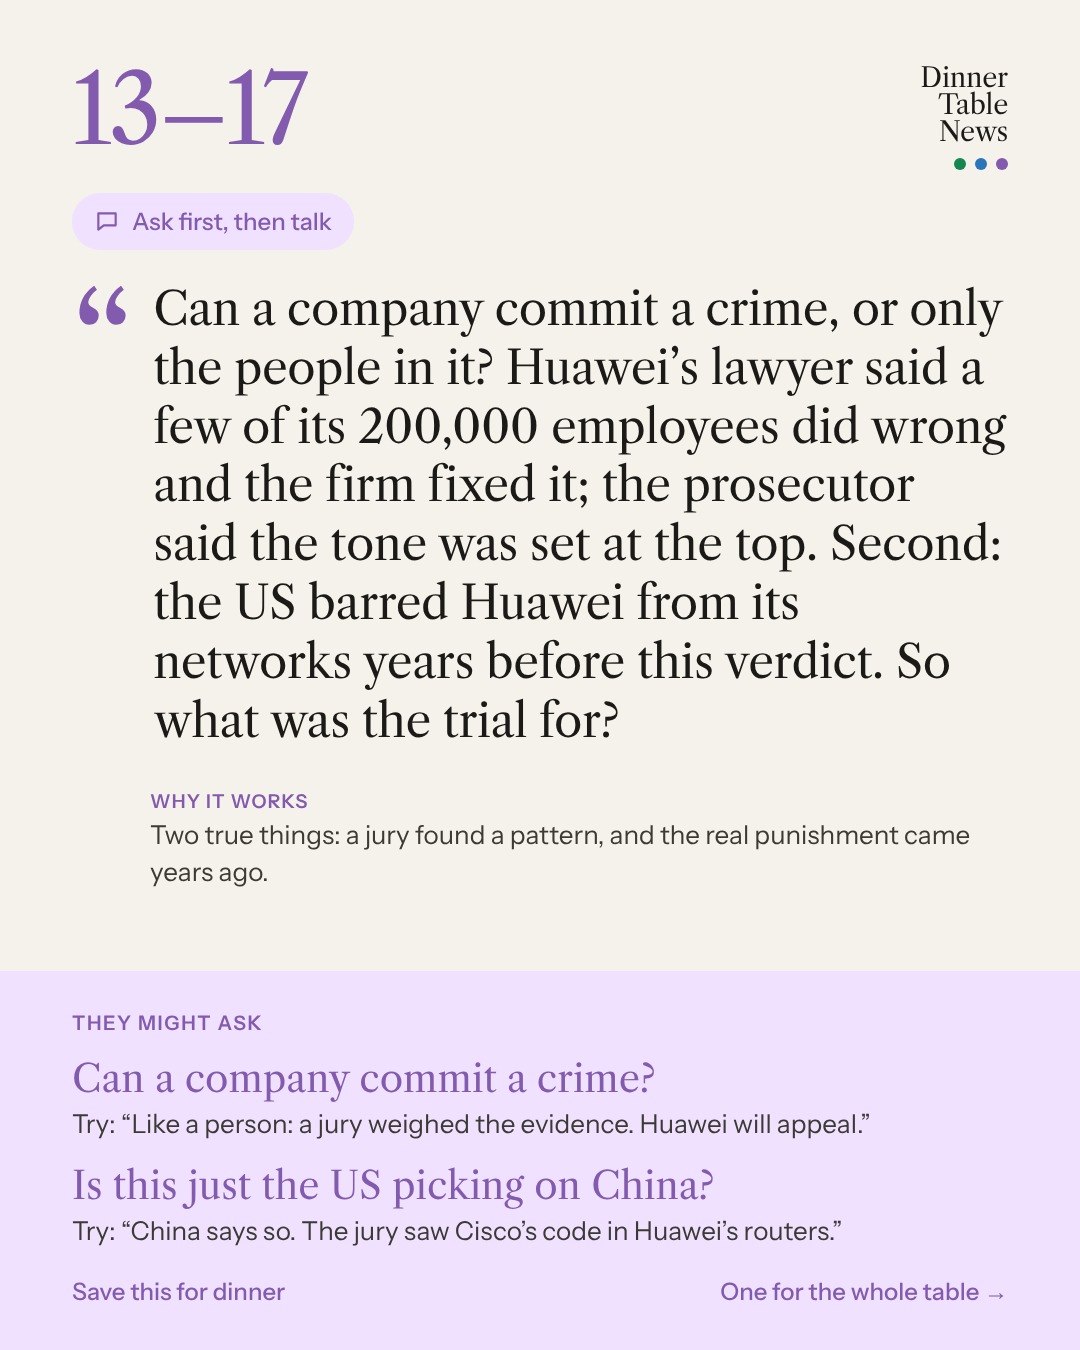 13–17
Dinner
Table
News
Ask first, then talk
“Can a company commit a crime, or only
the people in it? Huawei’s lawyer said a
few of its 200,000 employees did wrong
and the firm fixed it; the prosecutor
said the tone was set at the top. Second:
the US barred Huawei from its
networks years before this verdict. So
what was the trial for?
WHY IT WORKS
Two true things: a jury found a pattern, and the real punishment came
years ago.
THEY MIGHT ASK
Can a company commit a crime?
Try: “Like a person: a jury weighed the evidence. Huawei will appeal.”
Is this just the US picking on China?
Try: “China says so. The jury saw Cisco’s code in Huawei’s routers.”
Save this for dinner
One for the whole table →